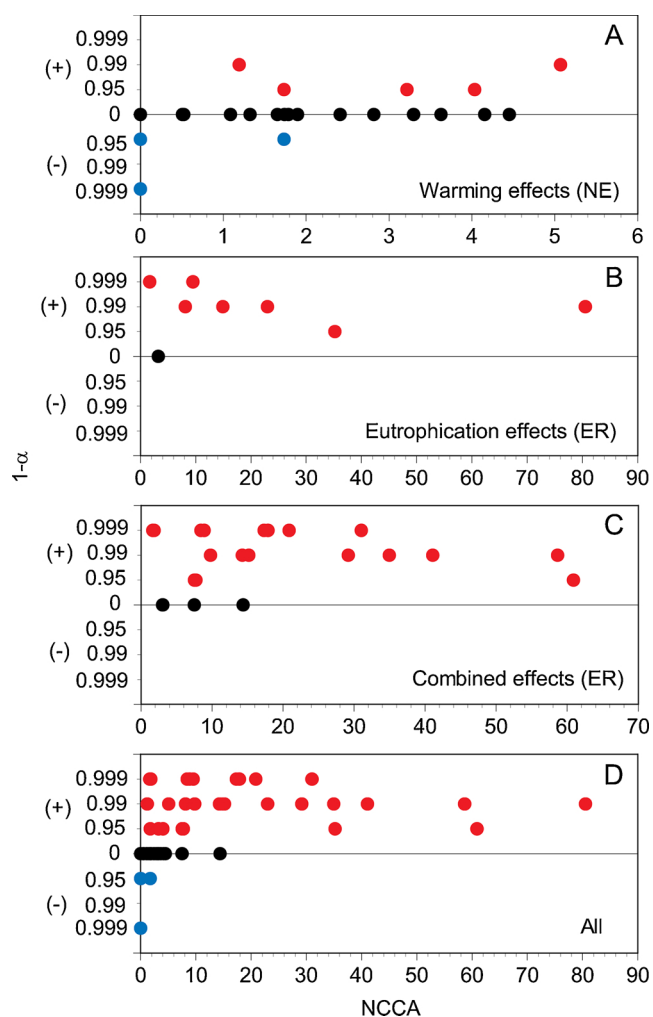 A
0.999
0.99
0.95
0
0.95
0.99
0.999
(+)
(-)
Warming effects (NE)
0 1 2 3 4 5 6
B
0.999
0.99
0.95
0
0.95
0.99
0.999
(+)
(-)
Eutrophication effects (ER)
0 10 20 30 40 50 60 70 80 90
1-α
C
0.999
0.99
0.95
0
0.95
0.99
0.999
(+)
(-)
Combined effects (ER)
0 10 20 30 40 50 60 70
D
0.999
0.99
0.95
0
0.95
0.99
0.999
(+)
(-)
All
0 10 20 30 40 50 60 70 80 90
NCCA